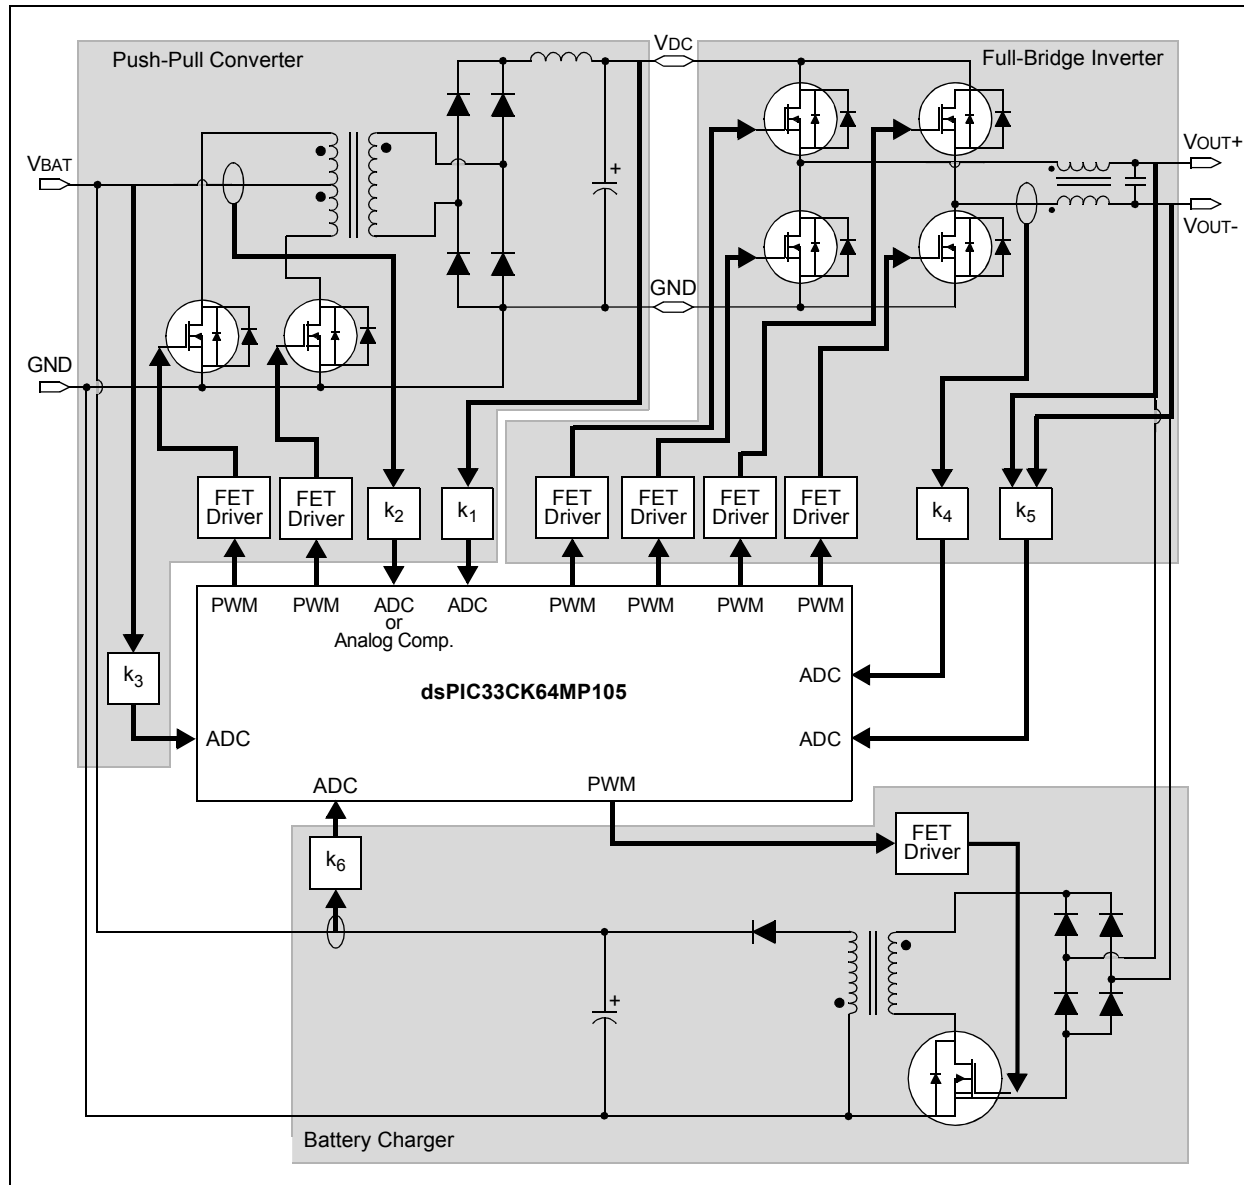 Push-Pull Converter
VDC
Full-Bridge Inverter
VBAT
+
VOUT+
VOUT-
GND
GND
FET
Driver
FET
Driver
k2
k1
FET
Driver
FET
Driver
FET
Driver
FET
Driver
k4
k5
PWM
PWM
ADC
or
Analog Comp.
ADC
PWM
PWM
PWM
PWM
k3
dsPIC33CK64MP105
ADC
ADC
ADC
ADC
PWM
k6
FET
Driver
+
Battery Charger